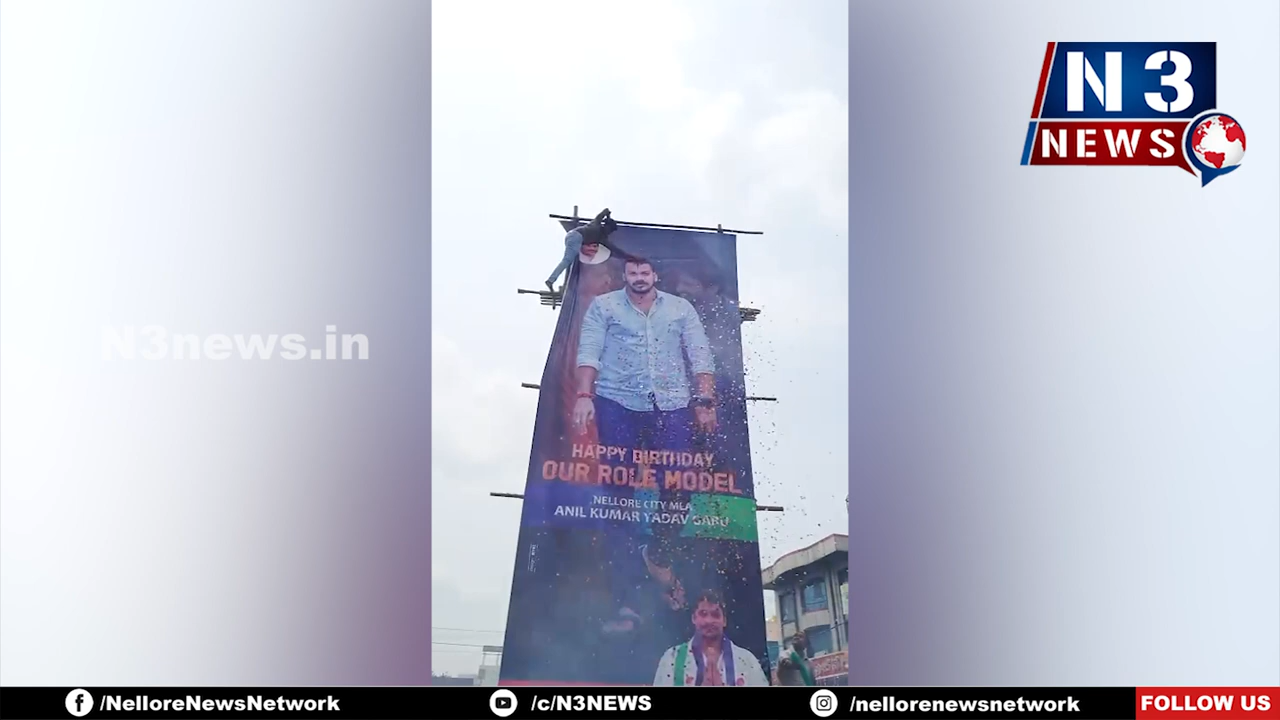 N3
NEWS
N3news.in
HAPPY BIRTHDAY
OUR ROLE MODEL
NELLORE CITY MLA
ANIL KUMAR YADAV GARU
/NelloreNewsNetwork
/c/N3NEWS
/nellorenewsnetwork
FOLLOW US